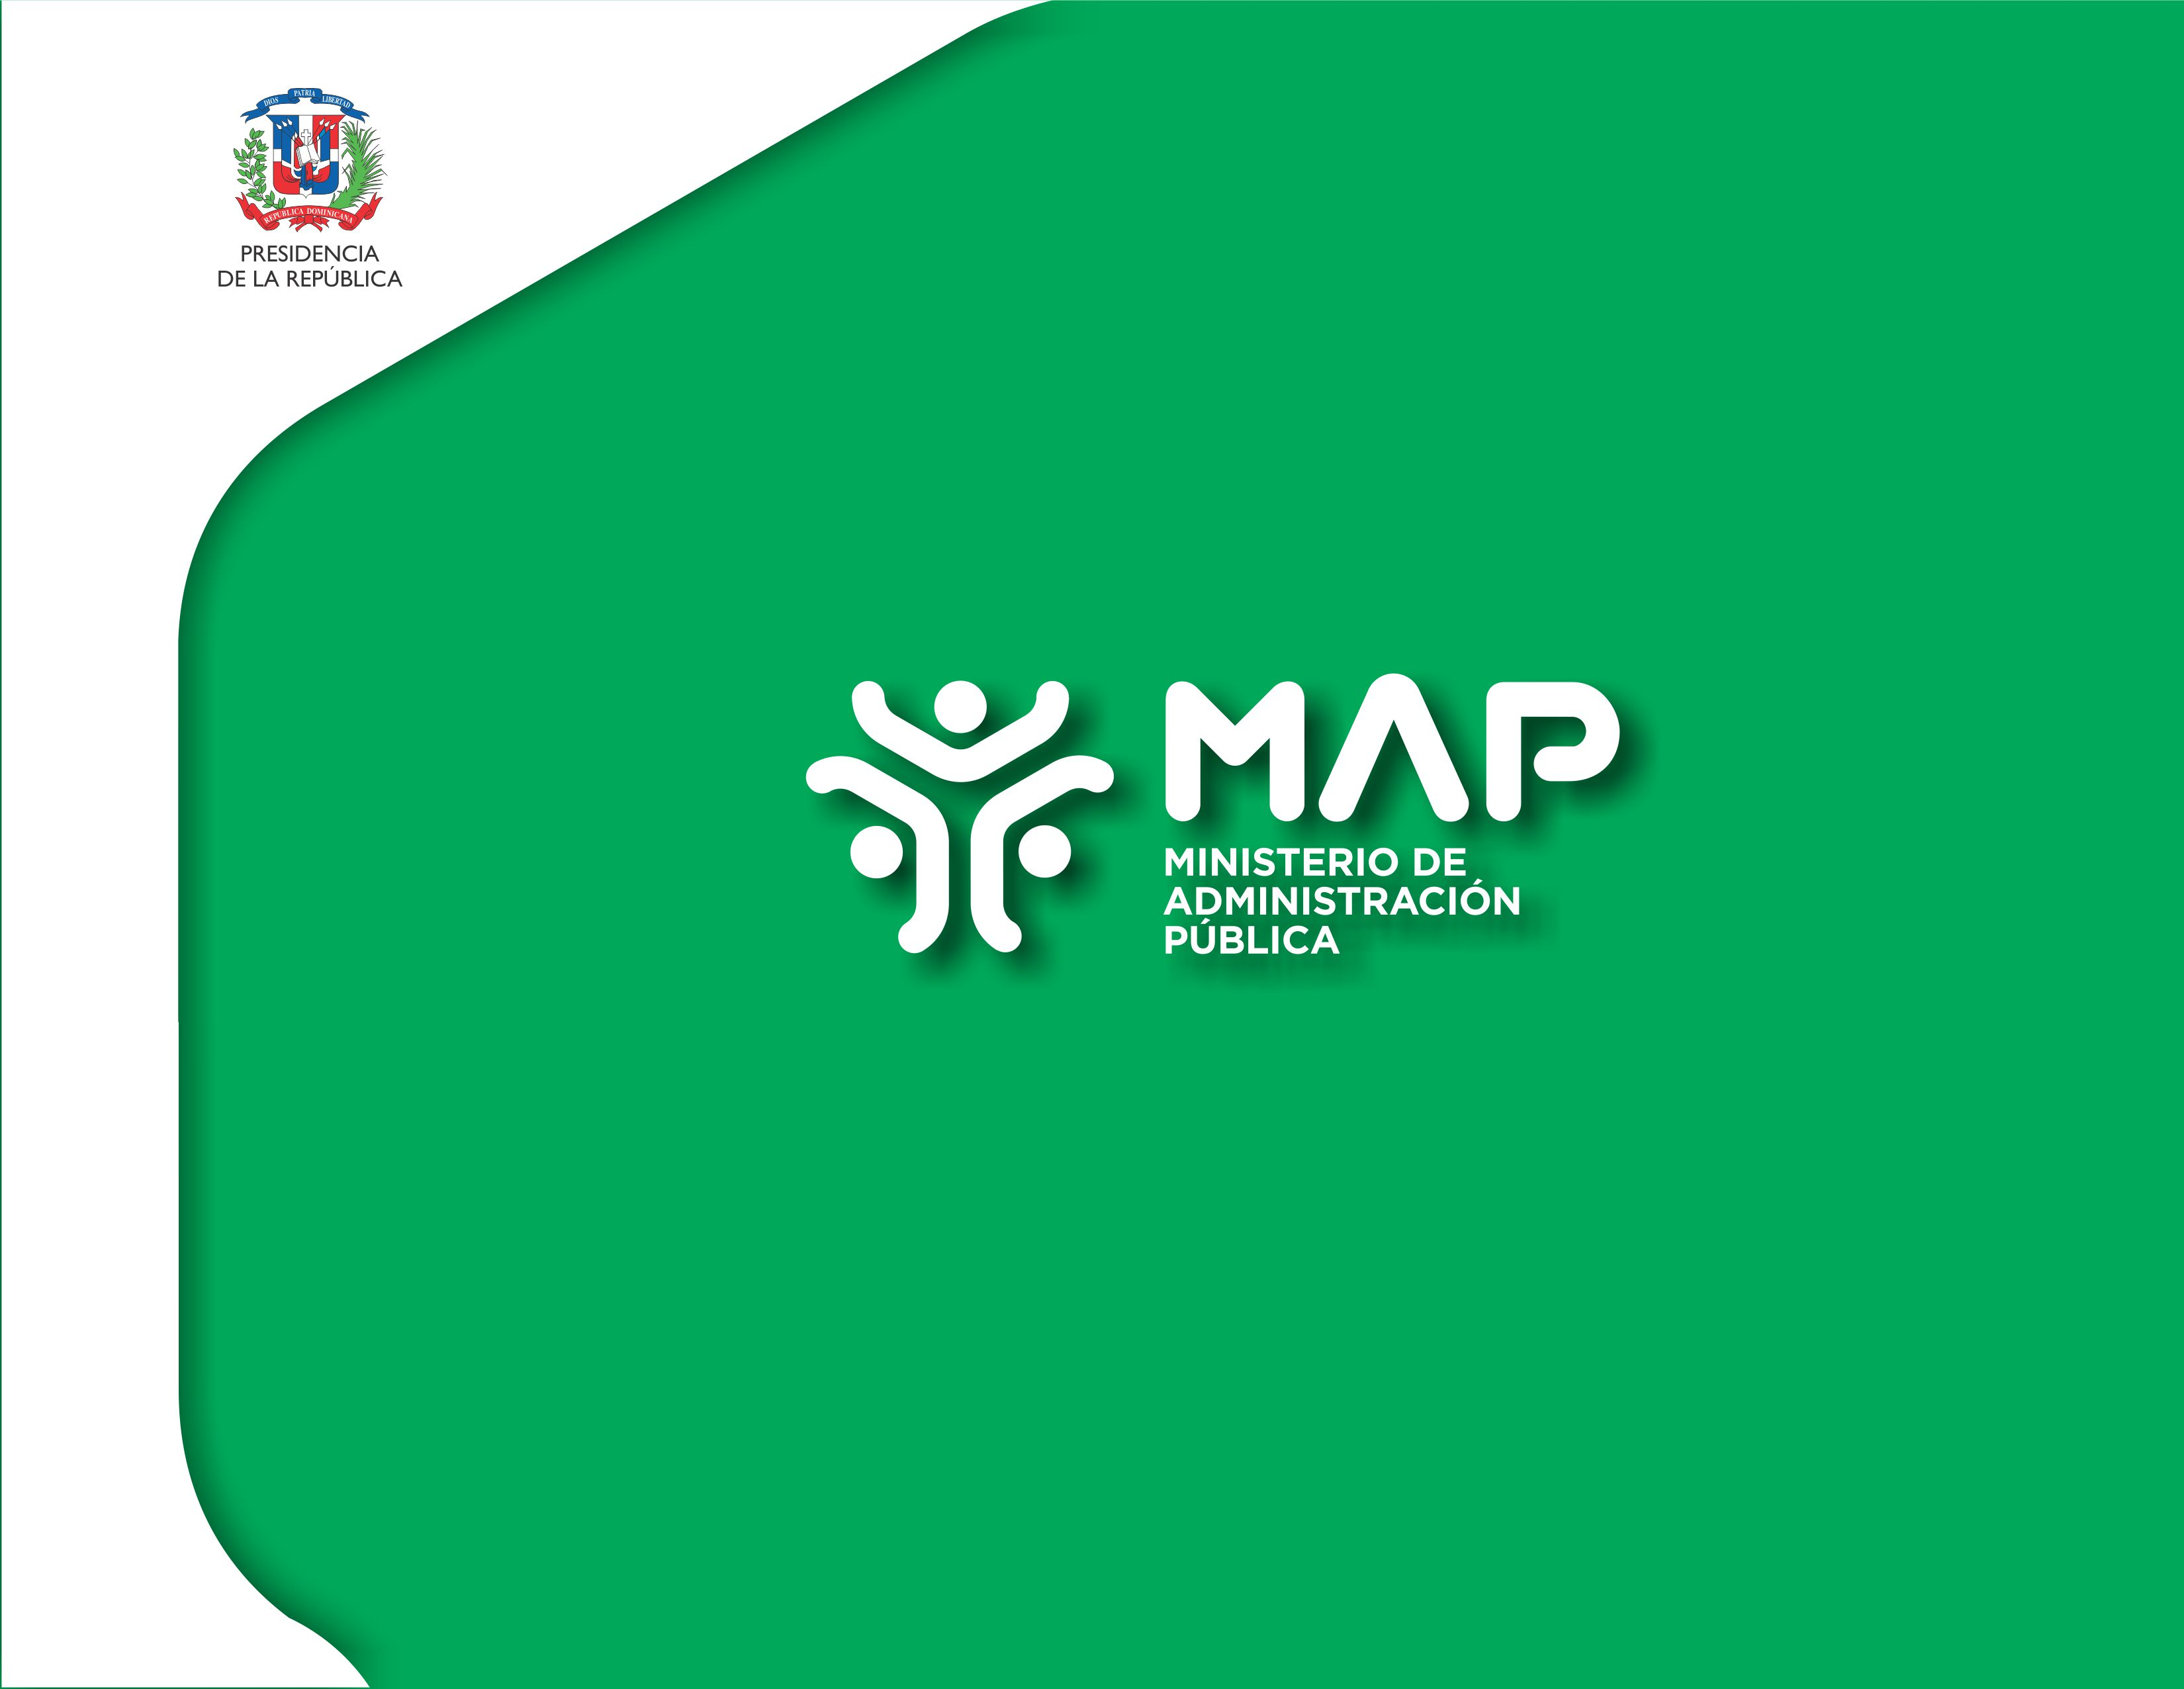 DIOS PATRIA LIBERTAD
REPÚBLICA DOMINICANA
PRESIDENCIA
DE LA REPÚBLICA
MAP
MINISTERIO DE
ADMINISTRACIÓN
PÚBLICA